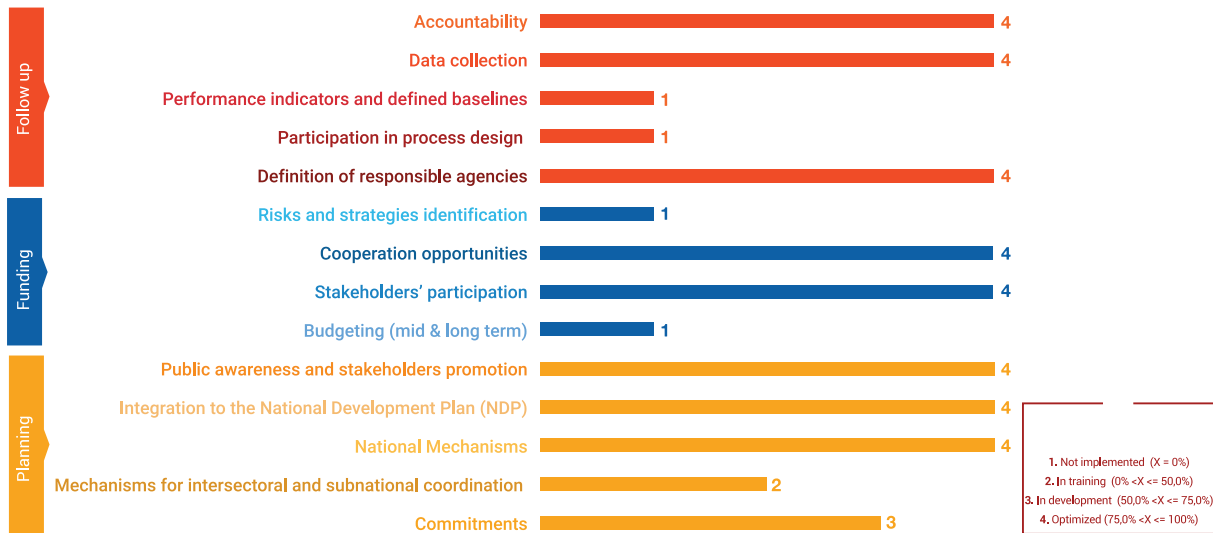 Follow up
Accountability 4
Data collection 4
Performance indicators and defined baselines 1
Participation in process design 1
Definition of responsible agencies 4
Funding
Risks and strategies identification 1
Cooperation opportunities 4
Stakeholders’ participation 4
Budgeting (mid & long term) 1
Planning
Public awareness and stakeholders promotion 4
Integration to the National Development Plan (NDP) 4
National Mechanisms 4
Mechanisms for intersectoral and subnational coordination 2
Commitments 3
1. Not implemented (X = 0%)
2. In training (0% <X <= 50,0%)
3. In development (50,0% <X <= 75,0%)
4. Optimized (75,0% <X <= 100%)